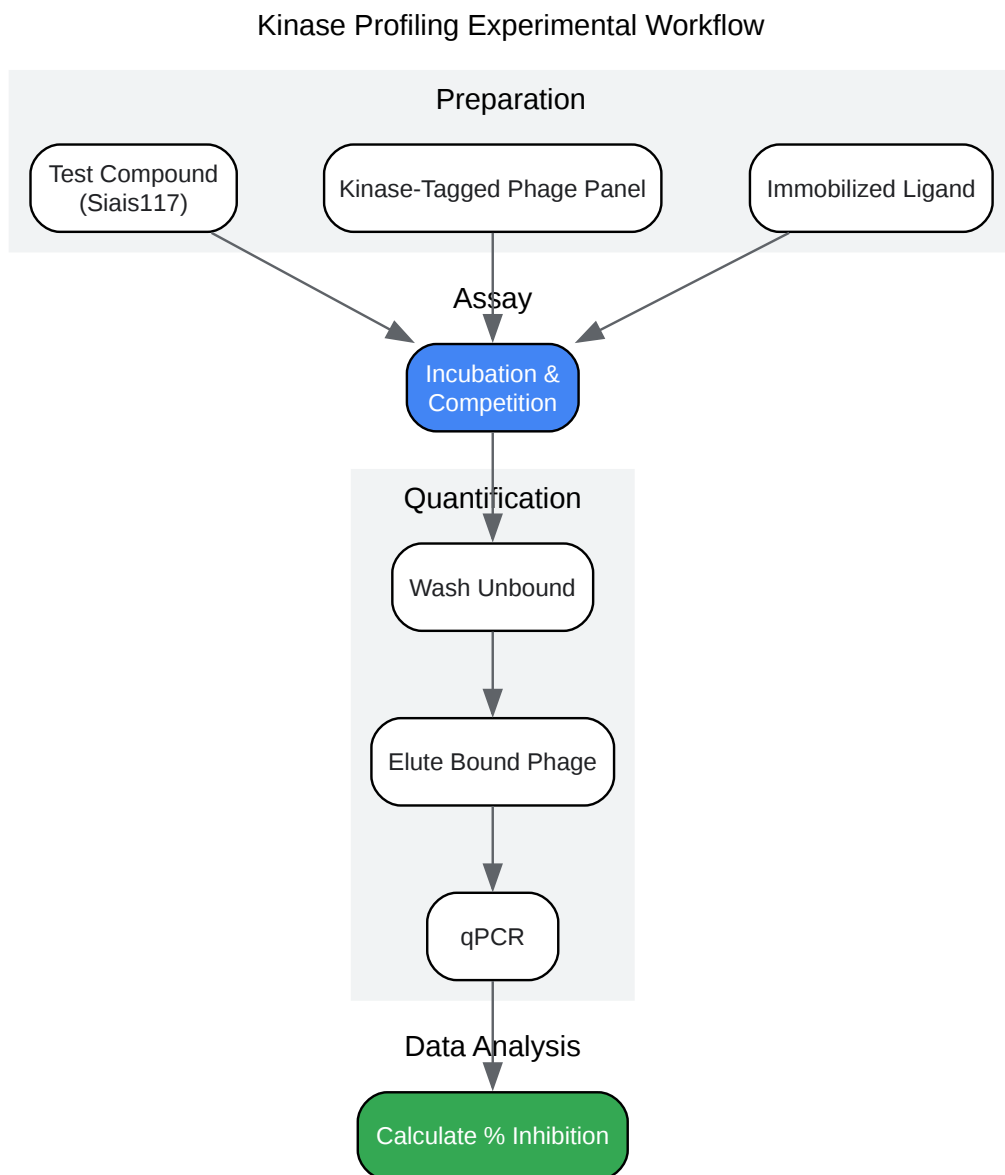 Kinase Profiling Experimental Workflow
Preparation
Test Compound
(Siais117)
Kinase-Tagged Phage Panel
Immobilized Ligand
Assay
Incubation &
Competition
Quantification
Wash Unbound
Elute Bound Phage
qPCR
Data Analysis
Calculate % Inhibition